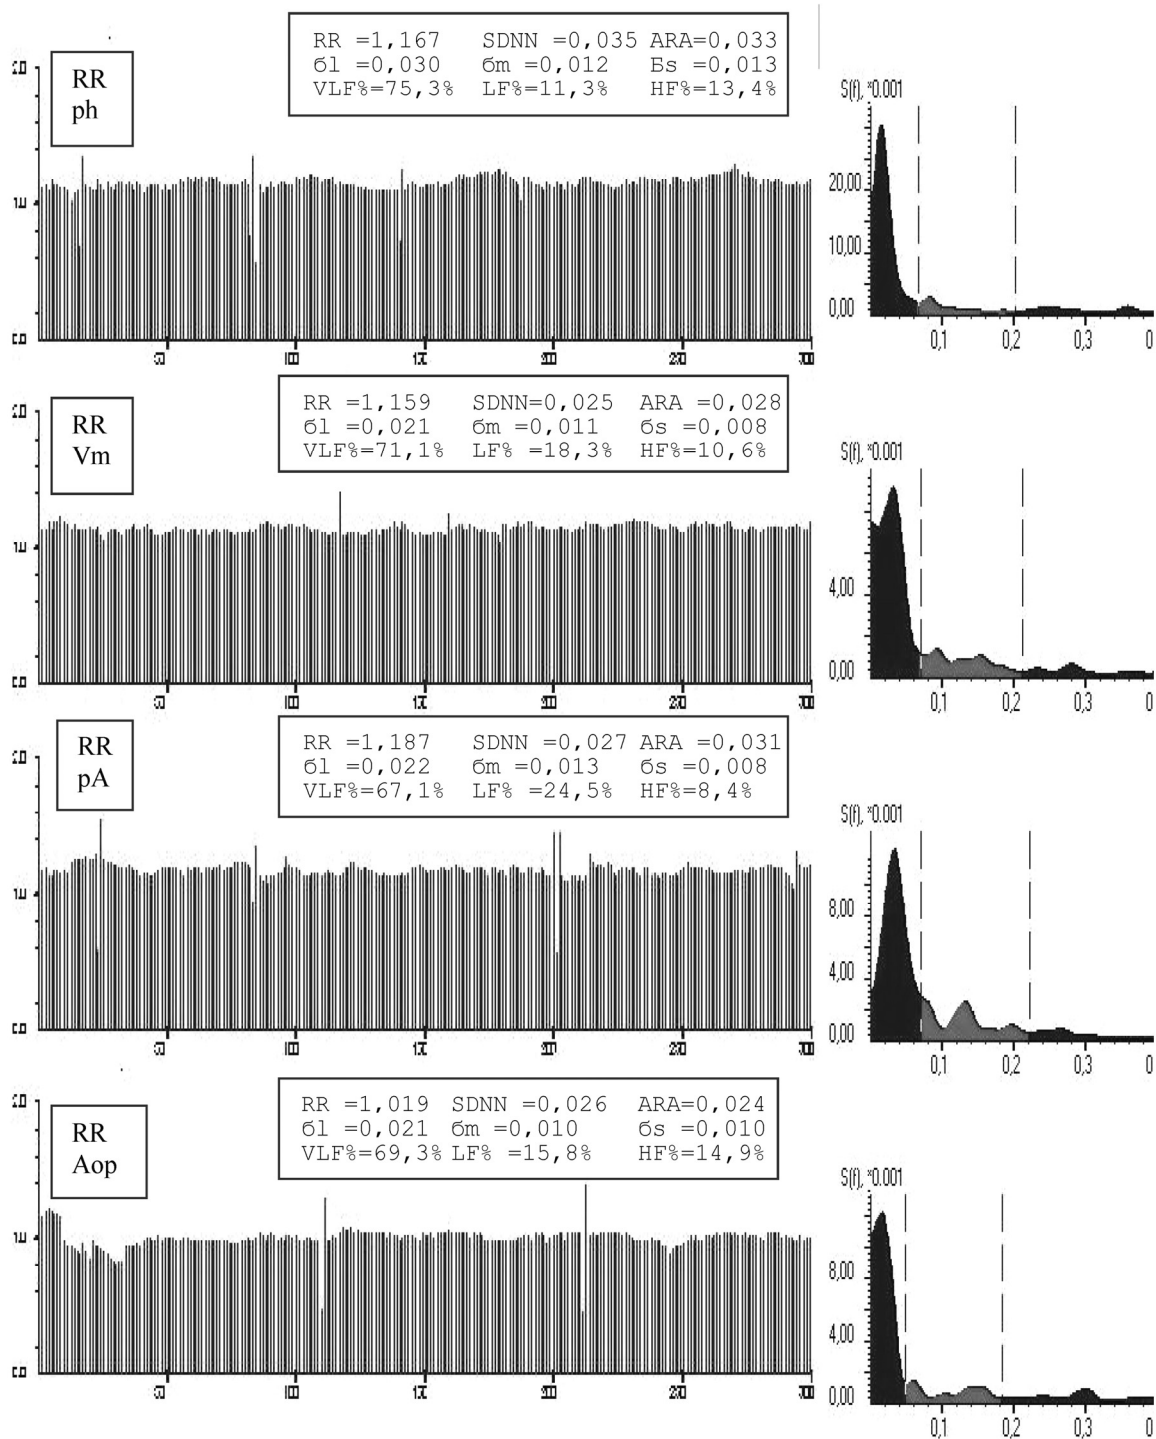 RR =1,167 SDNN =0,035 ARA=0,033
бl =0,030 бm =0,012 Бs =0,013
VLF%=75,3% LF%=11,3% HF%=13,4%
RR
ph
S(f), *0.001
20,00
10,00
0,00
0,1 0,2 0,3 0
RR =1,159 SDNN=0,025 ARA =0,028
бl =0,021 бm =0,011 бs =0,008
VLF%=71,1% LF% =18,3% HF%=10,6%
RR
Vm
S(f), *0.001
4,00
0,00
0,1 0,2 0,3 0
RR =1,187 SDNN =0,027 ARA =0,031
бl =0,022 бm =0,013 бs =0,008
VLF%=67,1% LF% =24,5% HF%=8,4%
RR
pA
S(f), *0.001
8,00
4,00
0,00
0,1 0,2 0,3 0
RR =1,019 SDNN =0,026 ARA=0,024
бl =0,021 бm =0,010 бs =0,010
VLF%=69,3% LF% =15,8% HF%=14,9%
RR
Aop
S(f), *0.001
8,00
4,00
0,00
0,1 0,2 0,3 0